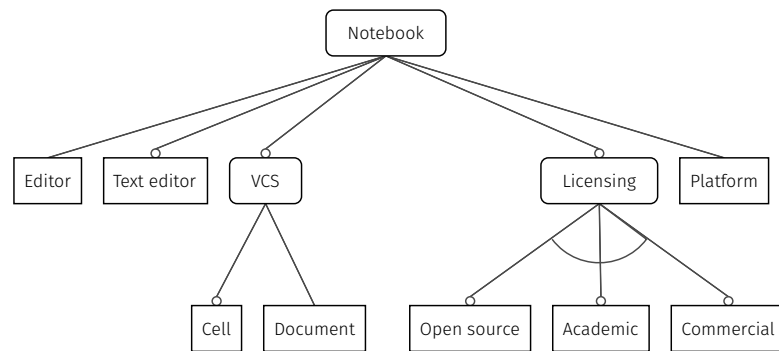 Notebook
Editor
Text editor
VCS
Licensing
Platform
Cell
Document
Open source
Academic
Commercial